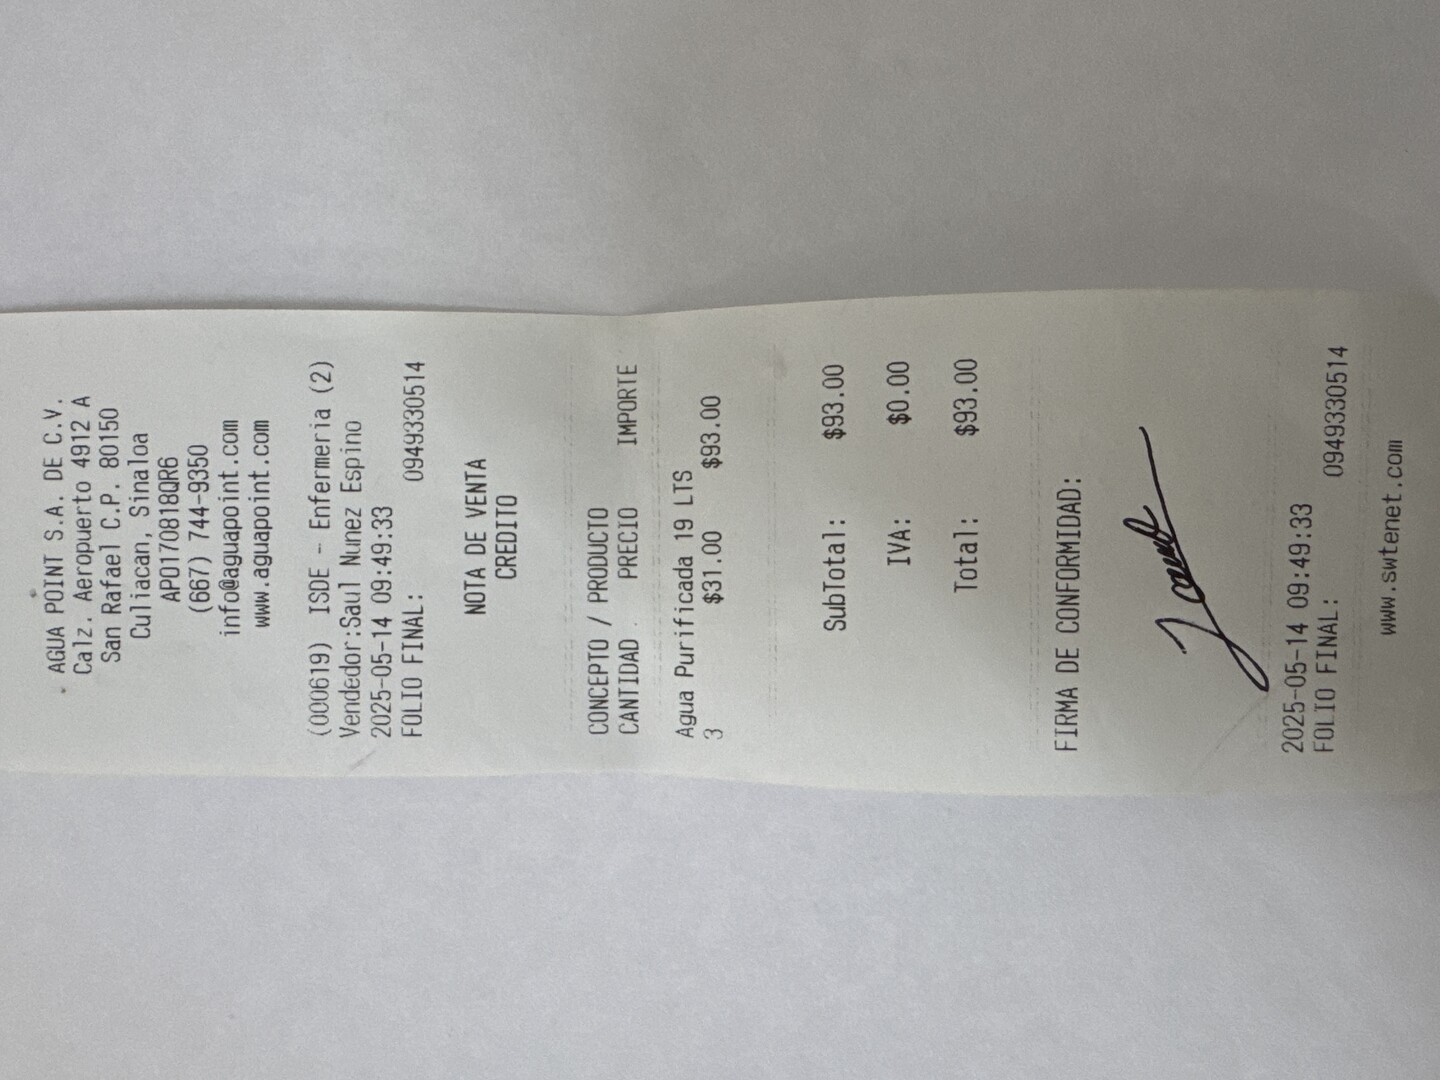 AGUA POINT S.A. DE C.V.
Calz. Aeropuerto 4912 A
San Rafael C.P. 80150
Culiacan, Sinaloa
APO170818QR6
(667) 744-9350
info@aguapoint.com
www.aguapoint.com
(000619) ISDE - Enfermeria (2)
Vendedor:Saul Nunez Espino
2025-05-14 09:49:33
FOLIO FINAL: 0949330514
NOTA DE VENTA
CREDITO
CONCEPTO / PRODUCTO
CANTIDAD PRECIO IMPORTE
Agua Purificada 19 LTS
3 $31.00 $93.00
SubTotal: $93.00
IVA: $0.00
Total: $93.00
FIRMA DE CONFORMIDAD:
2025-05-14 09:49:33
FOLIO FINAL: 0949330514
www.swtenet.com